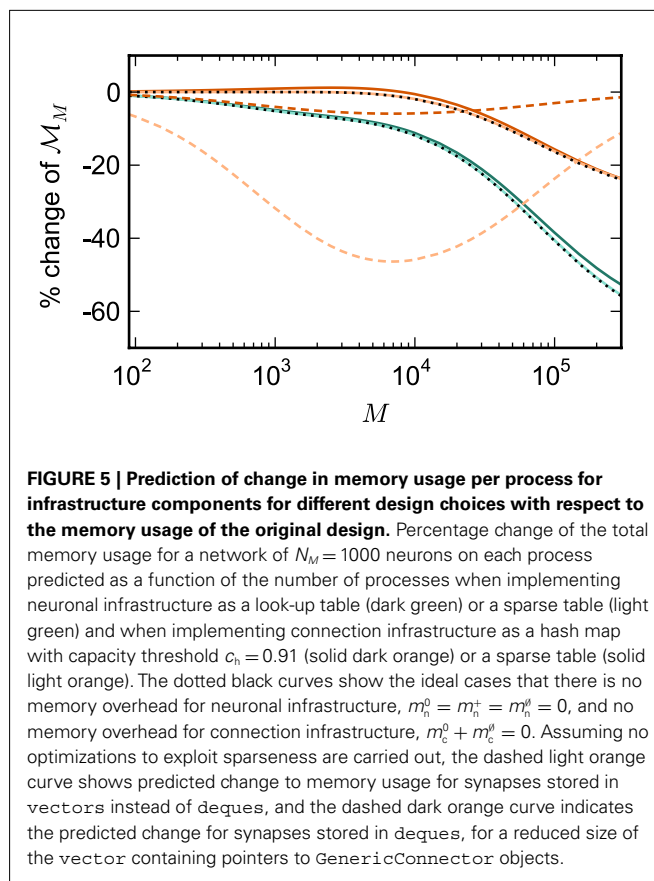 0
-20
-40
-60
% change of ℳ_M
10² 10³ 10⁴ 10⁵
M
FIGURE 5 | Prediction of change in memory usage per process for
infrastructure components for different design choices with respect to
the memory usage of the original design. Percentage change of the total
memory usage for a network of N_M = 1000 neurons on each process
predicted as a function of the number of processes when implementing
neuronal infrastructure as a look-up table (dark green) or a sparse table (light
green) and when implementing connection infrastructure as a hash map
with capacity threshold c_h = 0.91 (solid dark orange) or a sparse table (solid
light orange). The dotted black curves show the ideal cases that there is no
memory overhead for neuronal infrastructure, m_n^0 = m_n^+ = m_n^ø = 0, and no
memory overhead for connection infrastructure, m_c^0 + m_c^ø = 0. Assuming no
optimizations to exploit sparseness are carried out, the dashed light orange
curve shows predicted change to memory usage for synapses stored in
vectors instead of deques, and the dashed dark orange curve indicates
the predicted change for synapses stored in deques, for a reduced size of
the vector containing pointers to GenericConnector objects.